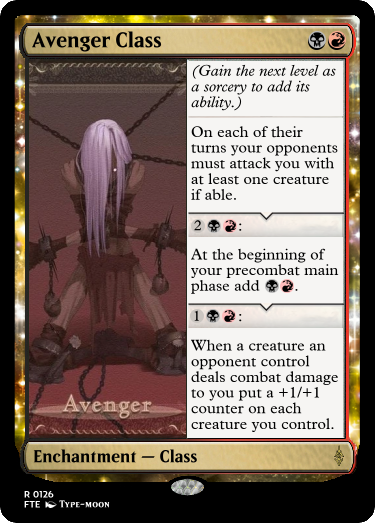 Avenger Class
(Gain the next level as
a sorcery to add its
ability.)
On each of their
turns your opponents
must attack you with
at least one creature
if able.
2 :
At the beginning of
your precombat main
phase add .
1 :
When a creature an
opponent control
deals combat damage
to you put a +1/+1
counter on each
creature you control.
Avenger
Enchantment — Class
R 0126
FTE Type-moon